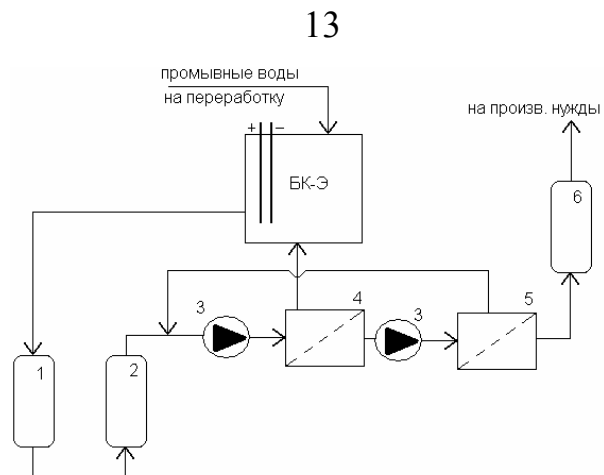 13
промывные воды
на переработку
на произв. нужды
+ −
БК-Э
6
3
4
3
5
1
2